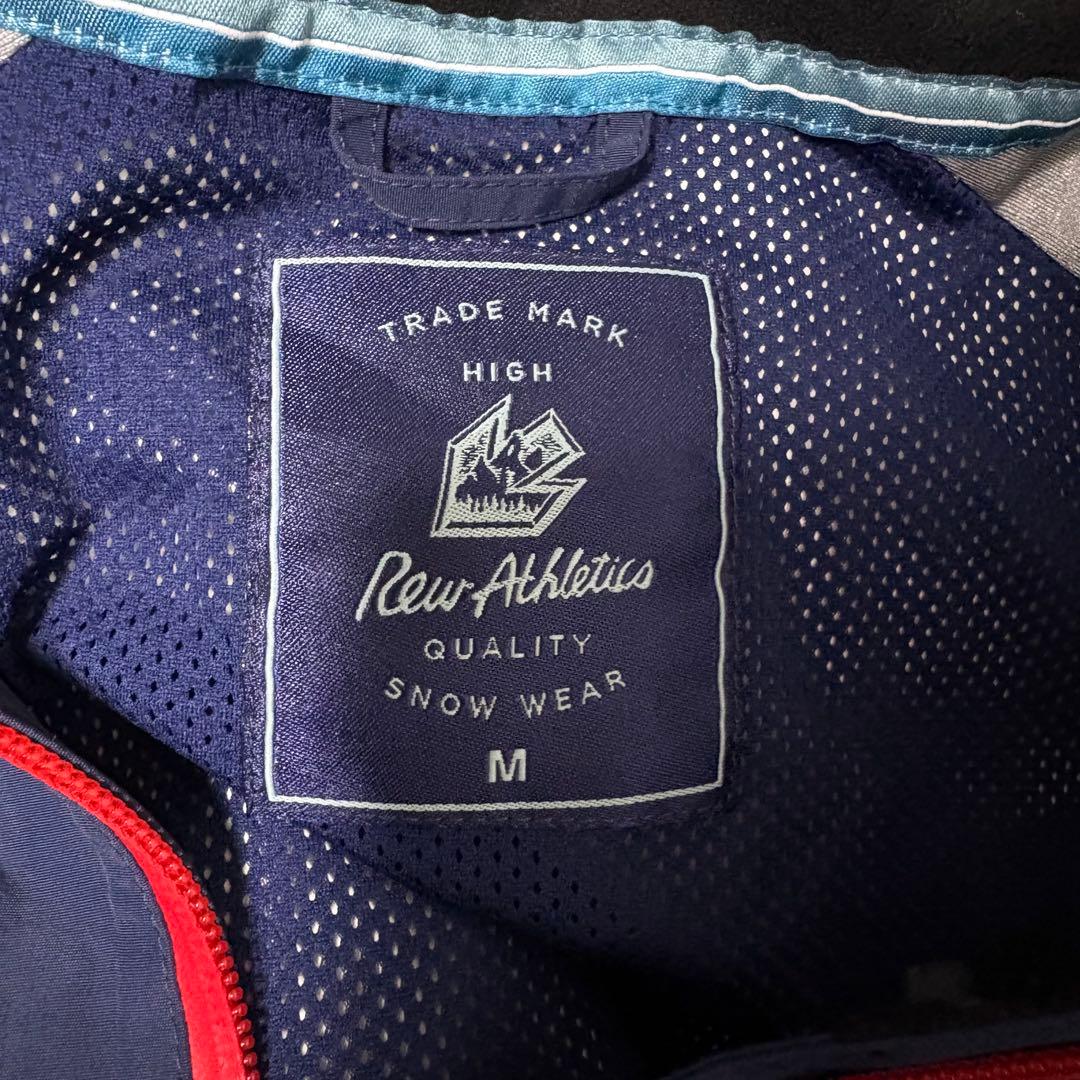 TRADE MARK
HIGH
Rew-Athletics
QUALITY
SNOW WEAR
M